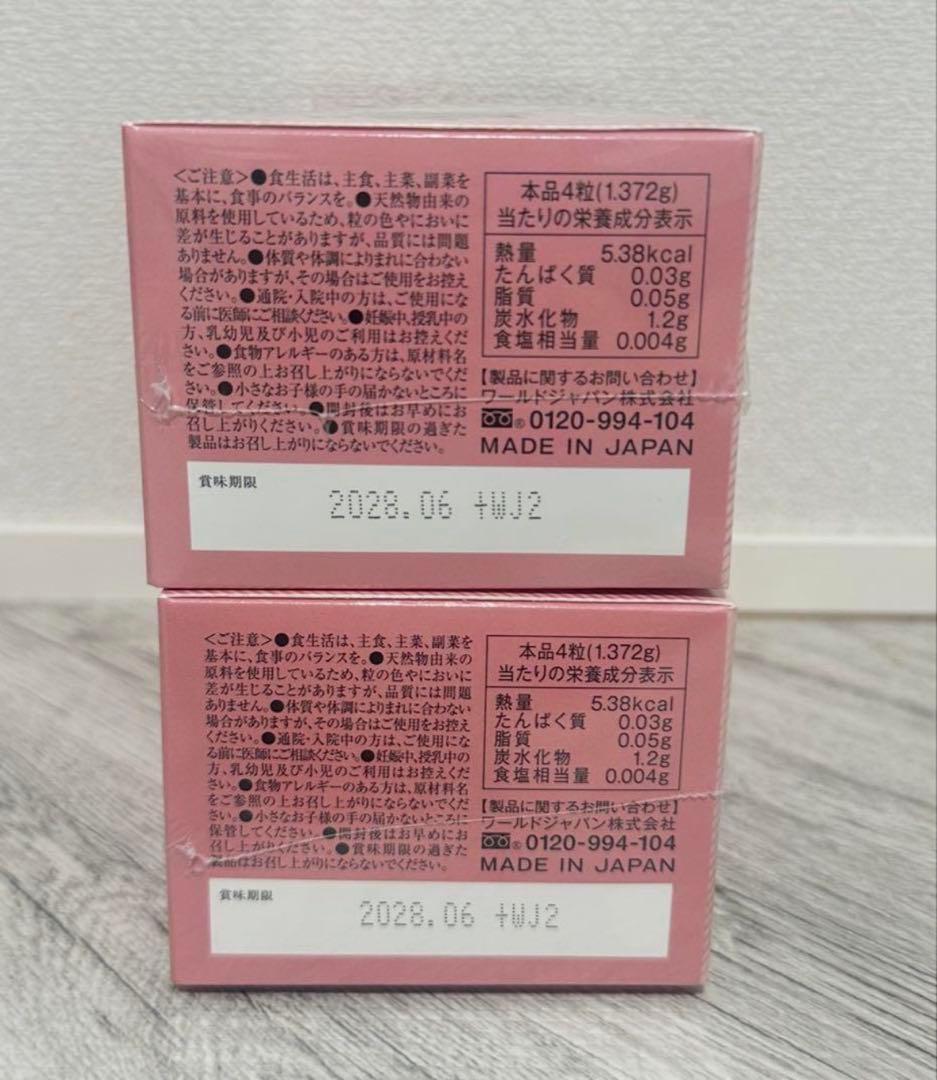 <ご注意>●食生活は、主食、主菜、副菜を
基本に、食事のバランスを。●天然物由来の
原料を使用しているため、粒の色やにおいに
差が生じることがありますが、品質には問題
ありません。●体質や体調によりまれに合わない
場合がありますが、その場合はご使用をお控え
ください。●通院・入院中の方は、ご使用にな
る前に医師にご相談ください。●妊娠中、授乳中の
方、乳幼児及び小児のご利用はお控えくだ
さい。●食物アレルギーのある方は、原材料名
をご参照の上お召し上がりにならないでくだ
さい。●小さなお子様の手の届かないところに
保管してください。●開封後はお早めにお
召し上がりください。●賞味期限の過ぎた
製品はお召し上がりにならないでください。
本品4粒(1.372g)
当たりの栄養成分表示
熱量 5.38kcal
たんぱく質 0.03g
脂質 0.05g
炭水化物 1.2g
食塩相当量 0.004g
【製品に関するお問い合わせ】
ワールドジャパン株式会社
® 0120-994-104
MADE IN JAPAN
賞味期限
2028.06 +WJ2
<ご注意>●食生活は、主食、主菜、副菜を
基本に、食事のバランスを。●天然物由来の
原料を使用しているため、粒の色やにおいに
差が生じることがありますが、品質には問題
ありません。●体質や体調によりまれに合わない
場合がありますが、その場合はご使用をお控え
ください。●通院・入院中の方は、ご使用にな
る前に医師にご相談ください。●妊娠中、授乳中の
方、乳幼児及び小児のご利用はお控えくだ
さい。●食物アレルギーのある方は、原材料名
をご参照の上お召し上がりにならないでくだ
さい。●小さなお子様の手の届かないところに
保管してください。●開封後はお早めにお
召し上がりください。●賞味期限の過ぎた
製品はお召し上がりにならないでください。
本品4粒(1.372g)
当たりの栄養成分表示
熱量 5.38kcal
たんぱく質 0.03g
脂質 0.05g
炭水化物 1.2g
食塩相当量 0.004g
【製品に関するお問い合わせ】
ワールドジャパン株式会社
® 0120-994-104
MADE IN JAPAN
賞味期限
2028.06 +WJ2